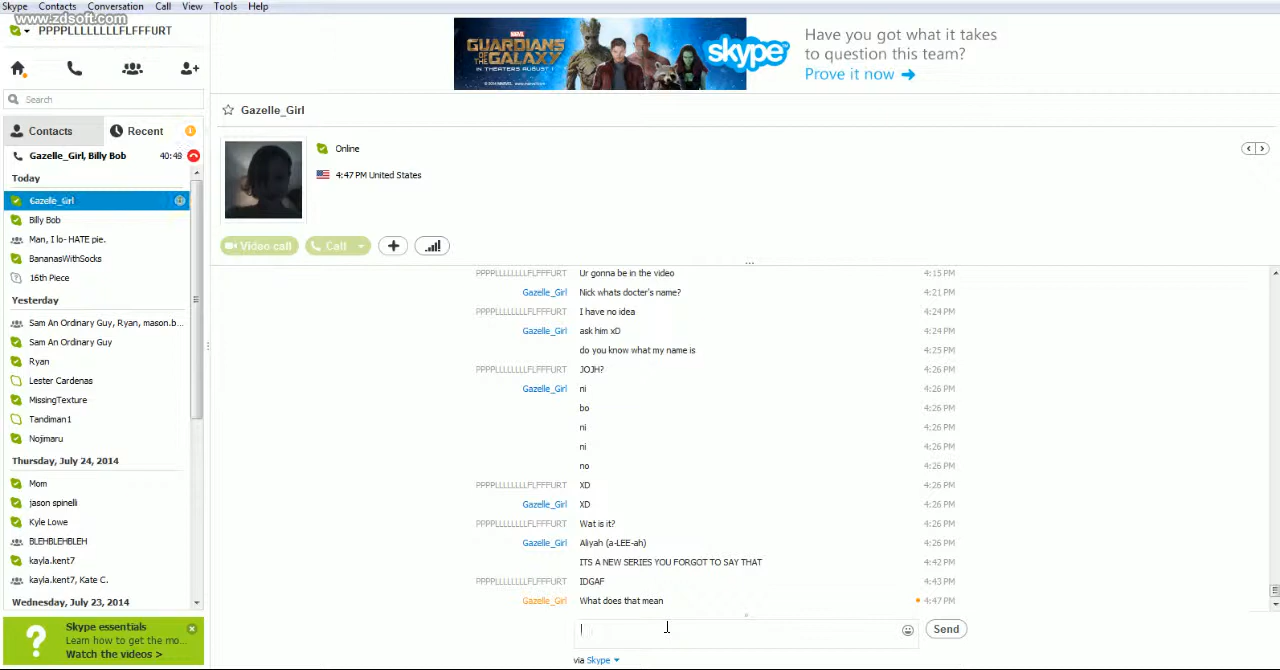 Skype Contacts Conversation Call View Tools Help
www.zdsoft.com
PPPPLLLLLLLLFLFFFURT
Search
Contacts Recent
Gazelle_Girl, Billy Bob 40:48
Today
Gazelle_Girl
Billy Bob
Man, I lo- HATE pie.
BananasWithSocks
16th Piece
Yesterday
Sam An Ordinary Guy, Ryan, mason.b...
Sam An Ordinary Guy
Ryan
Lester Cardenas
MissingTexture
Tandiman1
Nojimaru
Thursday, July 24, 2014
Mom
jason spinelli
Kyle Lowe
BLEHBLEHBLEH
kayla.kent7
kayla.kent7, Kate C.
Wednesday, July 23, 2014
Skype essentials
Learn how to get the mo...
Watch the videos >
MARVEL
GUARDIANS
OF THE GALAXY
IN THEATERS AUGUST 1
skype
Have you got what it takes
to question this team?
Prove it now
Gazelle_Girl
Online
4:47 PM United States
Video call Call
PPPPLLLLLLLLFLFFFURT Ur gonna be in the video 4:15 PM
Gazelle_Girl Nick whats docter's name? 4:21 PM
PPPPLLLLLLLLFLFFFURT I have no idea 4:24 PM
Gazelle_Girl ask him xD 4:24 PM
do you know what my name is 4:25 PM
PPPPLLLLLLLLFLFFFURT JOJH? 4:26 PM
Gazelle_Girl ni 4:26 PM
bo 4:26 PM
ni 4:26 PM
ni 4:26 PM
no 4:26 PM
PPPPLLLLLLLLFLFFFURT XD 4:26 PM
Gazelle_Girl XD 4:26 PM
PPPPLLLLLLLLFLFFFURT Wat is it? 4:26 PM
Gazelle_Girl Aliyah (a-LEE-ah) 4:26 PM
ITS A NEW SERIES YOU FORGOT TO SAY THAT 4:42 PM
PPPPLLLLLLLLFLFFFURT IDGAF 4:43 PM
Gazelle_Girl What does that mean 4:47 PM
Send
via Skype